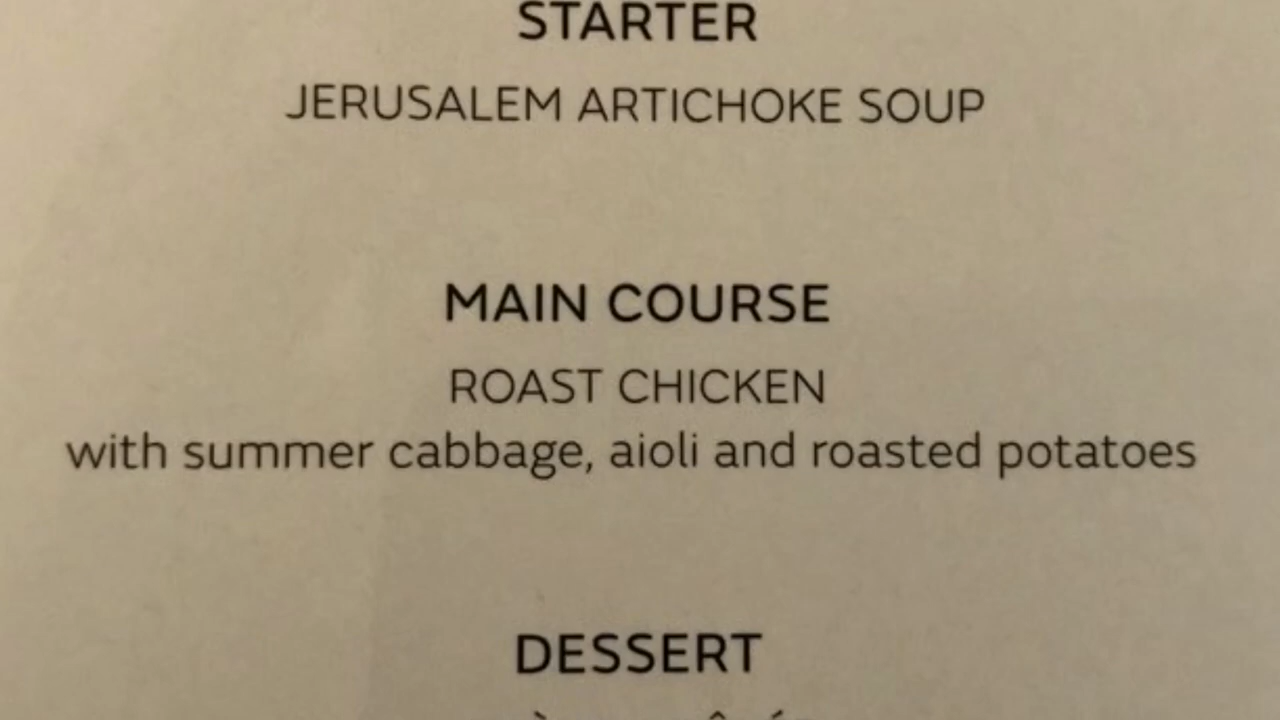 STARTER
JERUSALEM ARTICHOKE SOUP
MAIN COURSE
ROAST CHICKEN
with summer cabbage, aioli and roasted potatoes
DESSERT